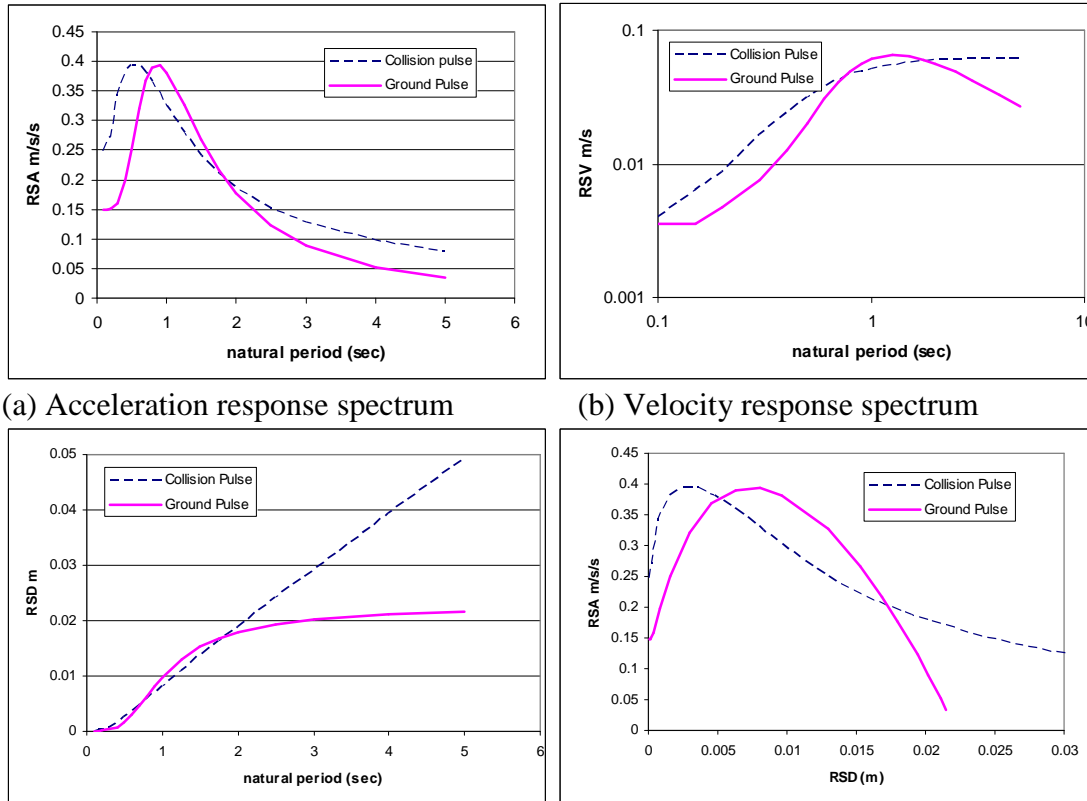 0.45
0.4
0.35
0.3
0.25
0.2
0.15
0.1
0.05
0
RSA m/s/s
Collision pulse
Ground Pulse
0 1 2 3 4 5 6
natural period (sec)
0.1
0.01
0.001
RSV m/s
Collision Pulse
Ground Pulse
0.1 1 10
natural period (sec)
(a) Acceleration response spectrum
(b) Velocity response spectrum
0.05
0.04
0.03
0.02
0.01
0
RSD m
Collision Pulse
Ground Pulse
0 1 2 3 4 5 6
natural period (sec)
0.45
0.4
0.35
0.3
0.25
0.2
0.15
0.1
0.05
0
RSA m/s/s
Collision Pulse
Ground Pulse
0 0.005 0.01 0.015 0.02 0.025 0.03
RSD (m)